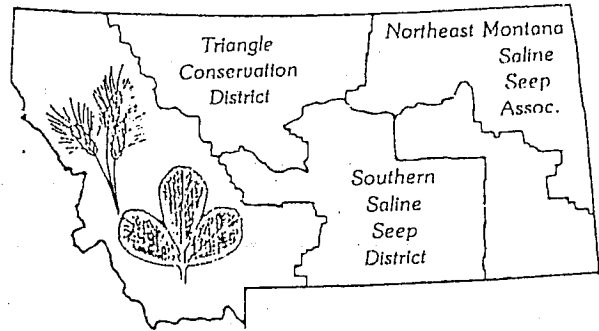 Triangle
Conservation
District
Northeast Montana
Saline
Seep
Assoc.
Southern
Saline
Seep
District